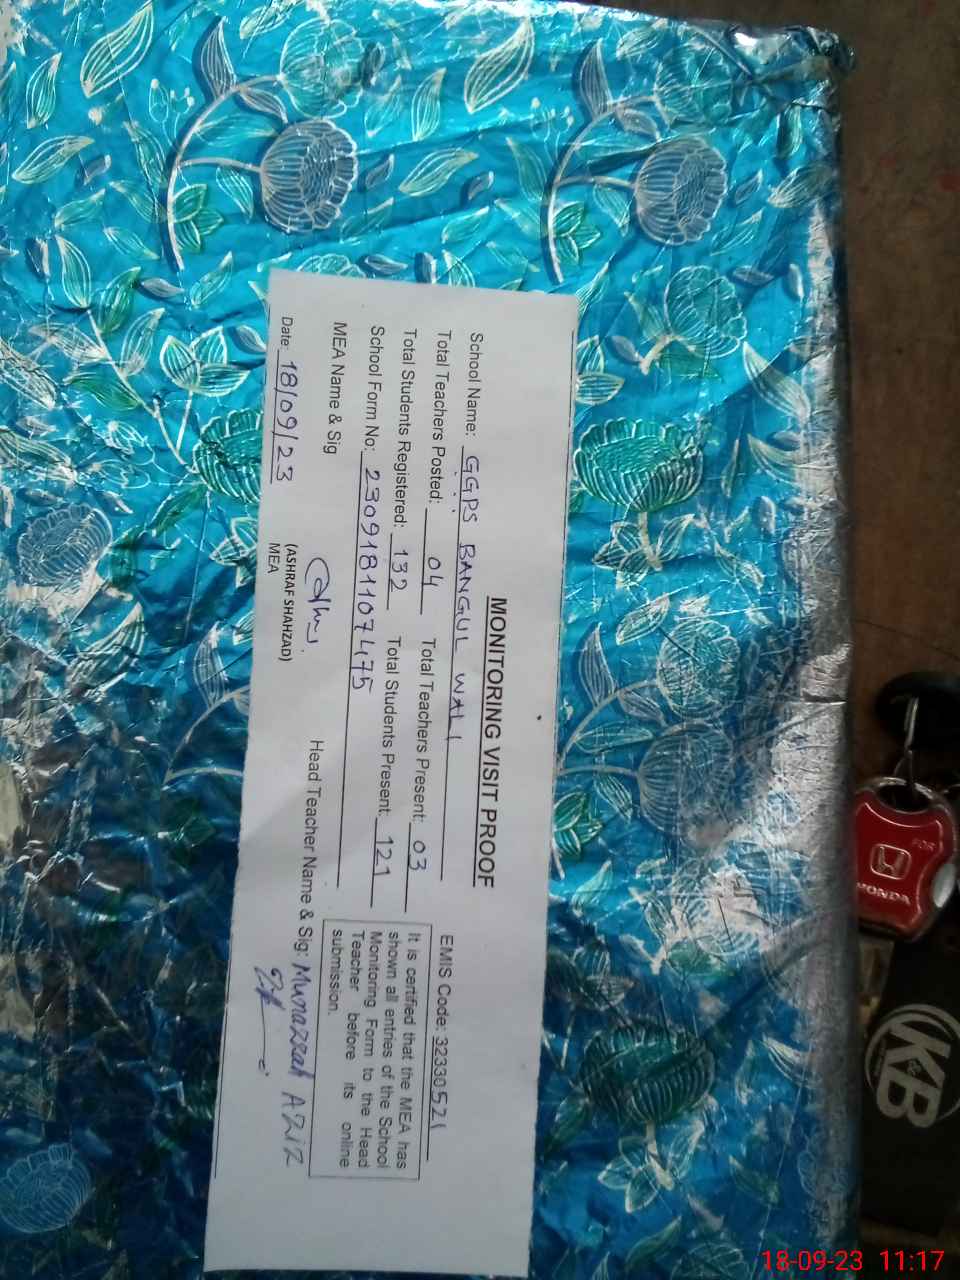 MONITORING VISIT PROOF
School Name: GGPS BANGUL WALI EMIS Code: 32330521
Total Teachers Posted: 04 Total Teachers Present: 03
Total Students Registered: 132 Total Students Present: 121
School Form No: 2309181107475
It is certified that the MEA has
shown all entries of the School
Monitoring Form to the Head
Teacher before its online
submission.
MEA Name & Sig Head Teacher Name & Sig: Munazzah Aziz
(ASHRAF SHAHZAD)
MEA
Date: 18/09/23
FOR
HONDA
K&B
18-09-23 11:17